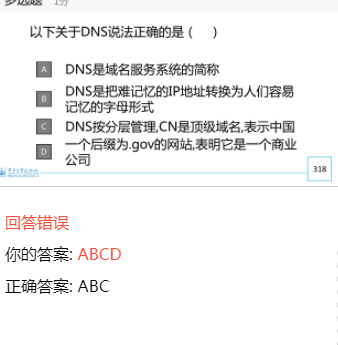 多选题 1分
以下关于DNS说法正确的是（ ）
A DNS是域名服务系统的简称
B DNS是把难记忆的IP地址转换为人们容易
记忆的字母形式
C DNS按分层管理,CN是顶级域名,表示中国
D 一个后缀为.gov的网站,表明它是一个商业
公司
318
回答错误
你的答案: ABCD
正确答案: ABC